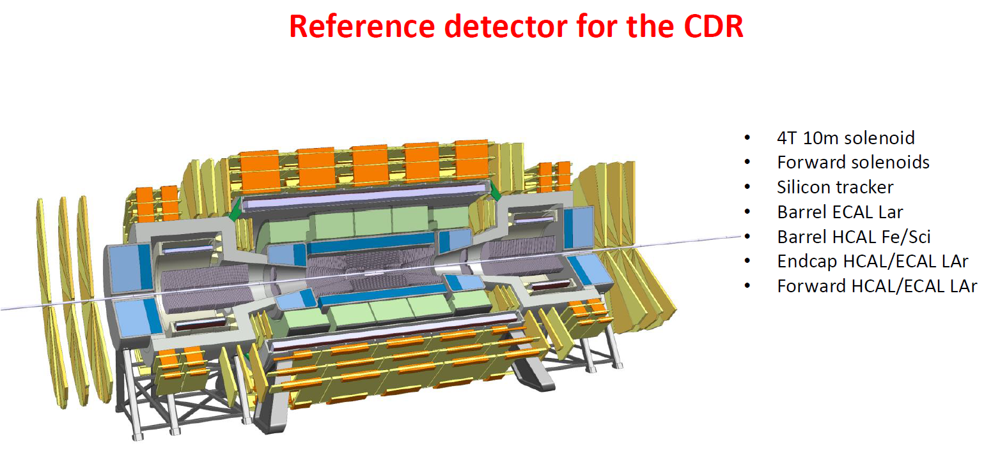 Reference detector for the CDR
• 4T 10m solenoid
• Forward solenoids
• Silicon tracker
• Barrel ECAL Lar
• Barrel HCAL Fe/Sci
• Endcap HCAL/ECAL LAr
• Forward HCAL/ECAL LAr